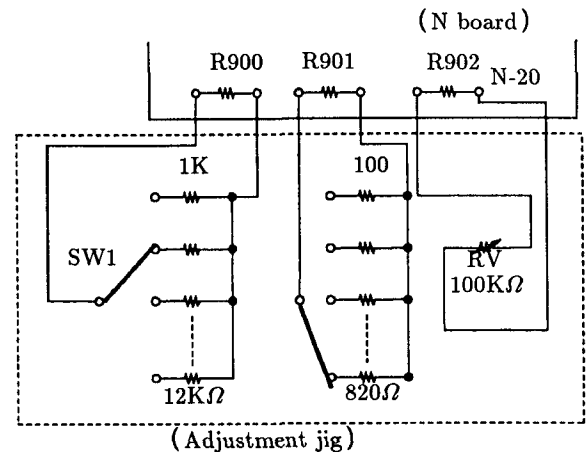 (N board)
R900
R901
R902
N-20
1K
100
SW1
RV
100KΩ
12KΩ
820Ω
(Adjustment jig)